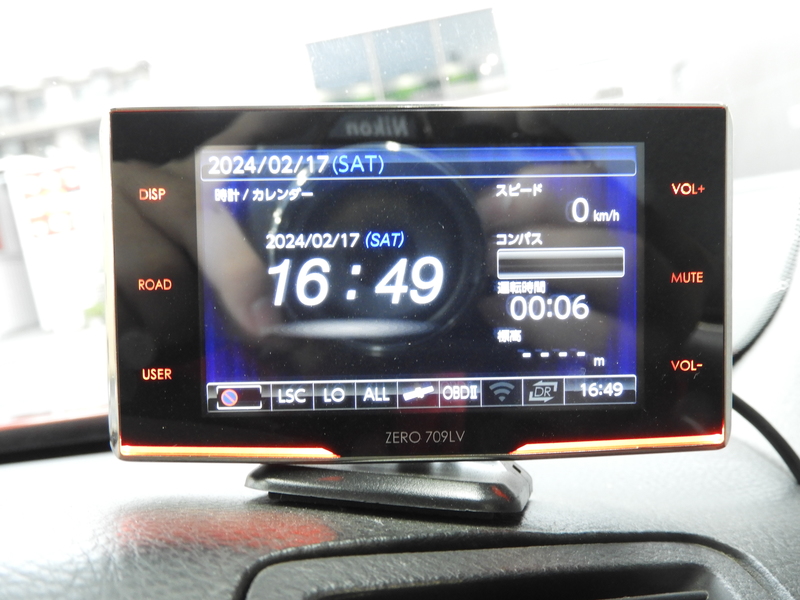 Nikon
2024/02/17(SAT)
時計/カレンダー
2024/02/17 (SAT)
16:49
スピード
0 km/h
コンパス
運転時間
00:06
標高
---- m
LSC LO ALL OBDⅡ DR 16:49
DISP
ROAD
USER
VOL+
MUTE
VOL-
ZERO 709LV